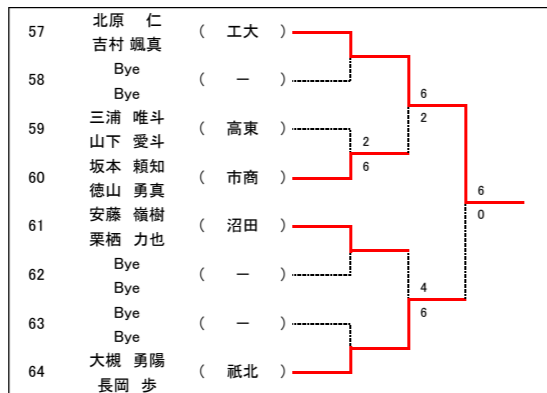 北原 仁
57 ( 工大 )
吉村 颯真
Bye
58 ( ー )
Bye
6
2
三浦 唯斗
59 ( 高東 )
山下 愛斗
2
6
坂本 頼知
60 ( 市商 )
徳山 勇真
6
0
安藤 嶺樹
61 ( 沼田 )
栗栖 力也
Bye
62 ( ー )
Bye
4
6
Bye
63 ( ー )
Bye
大槻 勇陽
64 ( 祇北 )
長岡 歩